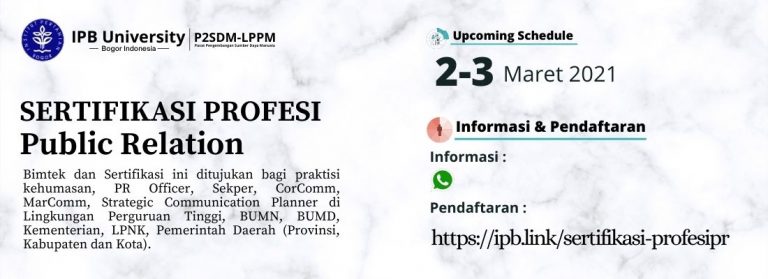 IPB University
Bogor Indonesia
P2SDM-LPPM
Pusat Pengembangan Sumber Daya Manusia
SERTIFIKASI PROFESI
Public Relation
Bimtek dan Sertifikasi ini ditujukan bagi praktisi
kehumasan, PR Officer, Sekper, CorComm,
MarComm, Strategic Communication Planner di
Lingkungan Perguruan Tinggi, BUMN, BUMD,
Kementerian, LPNK, Pemerintah Daerah (Provinsi,
Kabupaten dan Kota).
Upcoming Schedule
2-3 Maret 2021
Informasi & Pendaftaran
Informasi :
Pendaftaran :
https://ipb.link/sertifikasi-profesipr